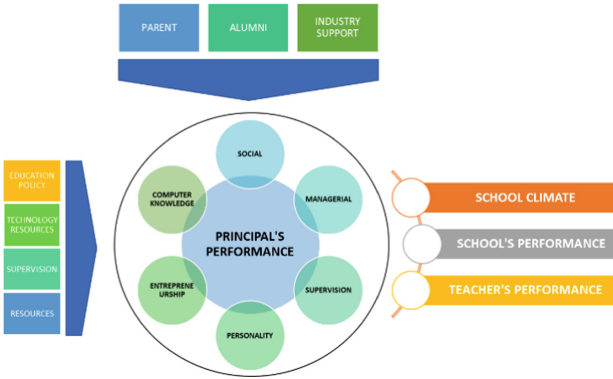 PARENT
ALUMNI
INDUSTRY
SUPPORT
EDUCATION
POLICY
TECHNOLOGY
RESOURCES
SUPERVISION
RESOURCES
SOCIAL
COMPUTER
KNOWLEDGE
MANAGERIAL
PRINCIPAL'S
PERFORMANCE
ENTREPRENE
URSHIP
SUPERVISION
PERSONALITY
SCHOOL CLIMATE
SCHOOL'S PERFORMANCE
TEACHER'S PERFORMANCE